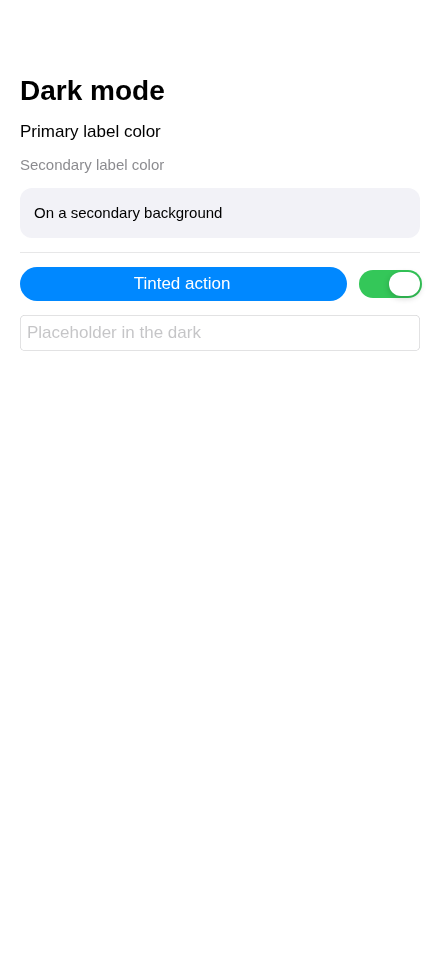 Dark mode
Primary label color
Secondary label color
On a secondary background
Tinted action
Placeholder in the dark